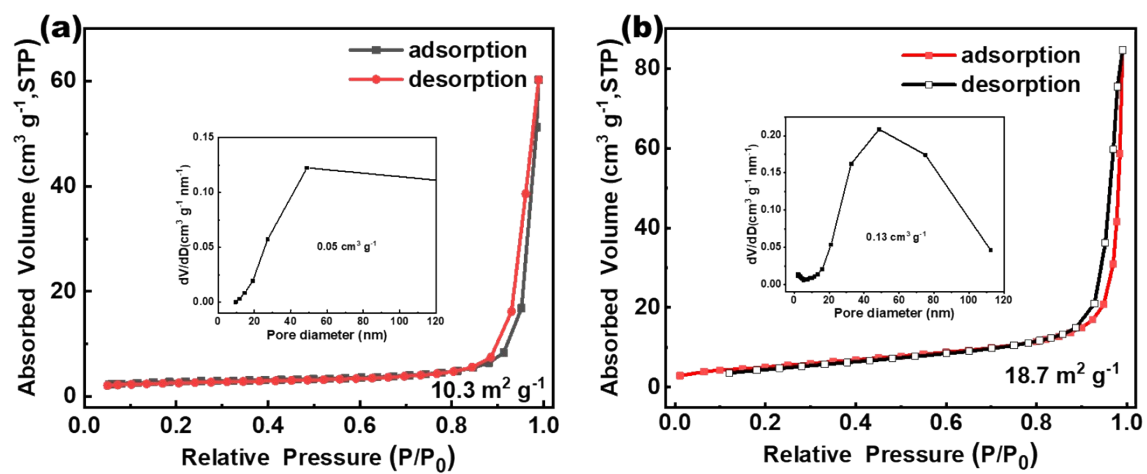 (a)
Absorbed Volume (cm³ g⁻¹,STP)
60
40
20
0
adsorption
desorption
0.15
0.10
0.05
0.00
dV/dD(cm³ g⁻¹ nm⁻¹)
0.05 cm³ g⁻¹
0 20 40 60 80 100 120
Pore diameter (nm)
10.3 m² g⁻¹
0.0 0.2 0.4 0.6 0.8 1.0
Relative Pressure (P/P₀)
(b)
Absorbed Volume (cm³ g⁻¹,STP)
80
60
40
20
0
adsorption
desorption
0.20
0.15
0.10
0.05
0.00
dV/dD(cm³ g⁻¹ nm⁻¹)
0.13 cm³ g⁻¹
0 20 40 60 80 100 120
Pore diameter (nm)
18.7 m² g⁻¹
0.0 0.2 0.4 0.6 0.8 1.0
Relative Pressure (P/P₀)